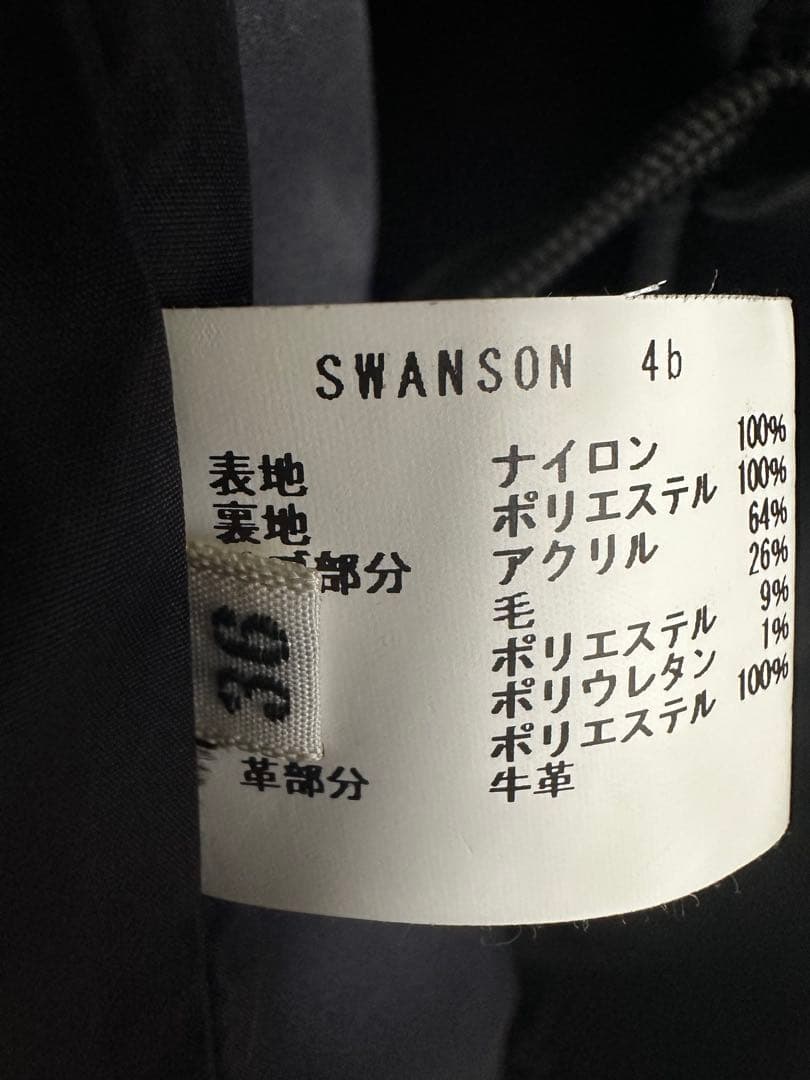 SWANSON 4b
表地 ナイロン 100%
裏地 ポリエステル 100%
部分 アクリル 64%
毛 26%
ポリエステル 9%
ポリウレタン 1%
ポリエステル 100%
革部分 牛革
36